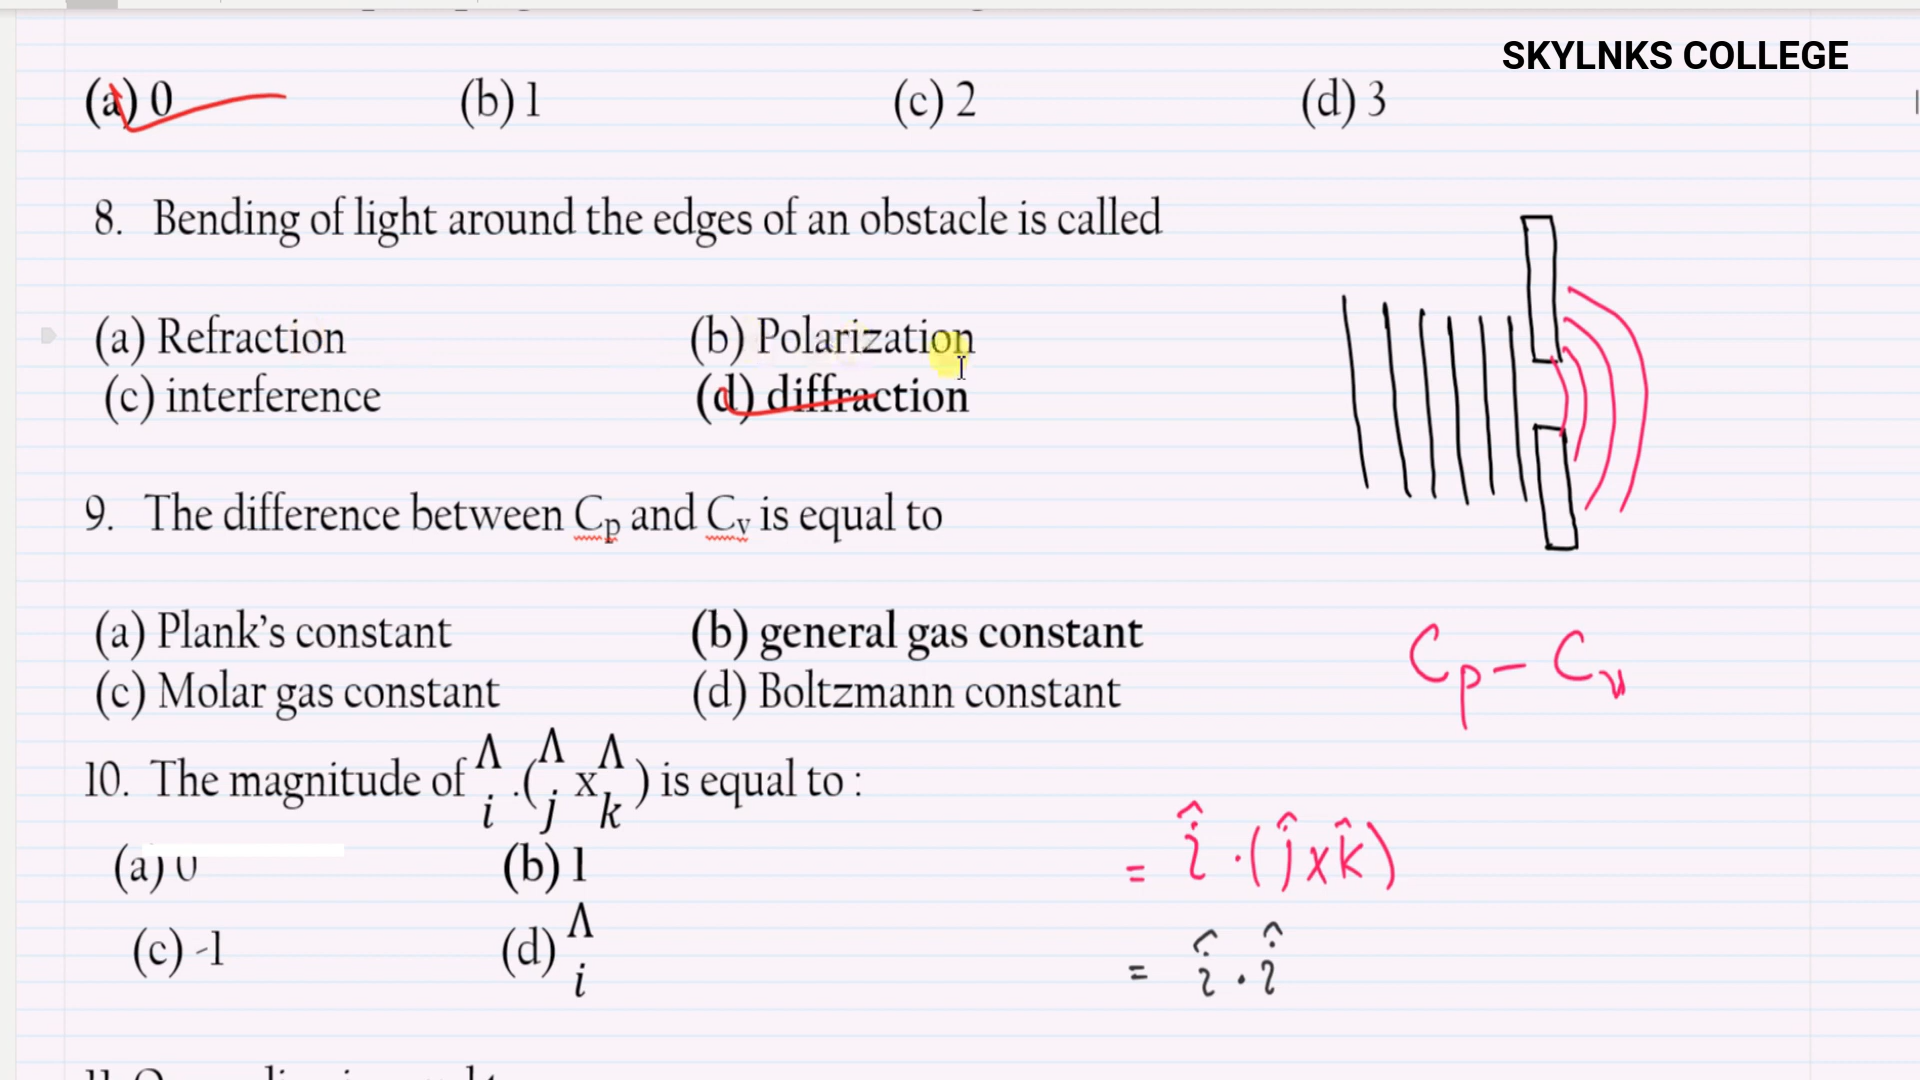 SKYLNKS COLLEGE
(a) 0 (b) 1 (c) 2 (d) 3
8. Bending of light around the edges of an obstacle is called
(a) Refraction (b) Polarization
(c) interference (d) diffraction
9. The difference between Cp and Cv is equal to
(a) Plank's constant (b) general gas constant
(c) Molar gas constant (d) Boltzmann constant
Cp - Cv
10. The magnitude of î .(ĵ x k̂) is equal to :
(a) 0 (b) 1
(c) -1 (d) î
= î . (ĵ x k̂)
= î . î